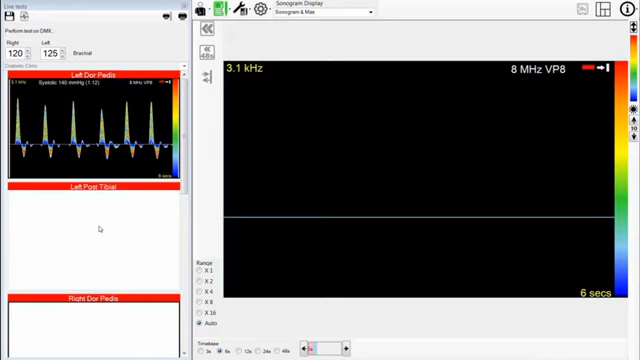 Live tests
Sonogram Display
Sonogram & Max
Perform test on DMX...
Right
Left
120
125
Brachial
Diabetic Clinic
Left Dor Pedis
3.1 kHz
Systolic 140 mmHg (1.12)
8 MHz VP8
6 secs
Left Post Tibial
Right Dor Pedis
48s
3.1 kHz
8 MHz VP8
6 secs
10
Range
X 1
X 2
X 4
X 8
X 16
Auto
Timebase
3s
6s
12s
24s
48s